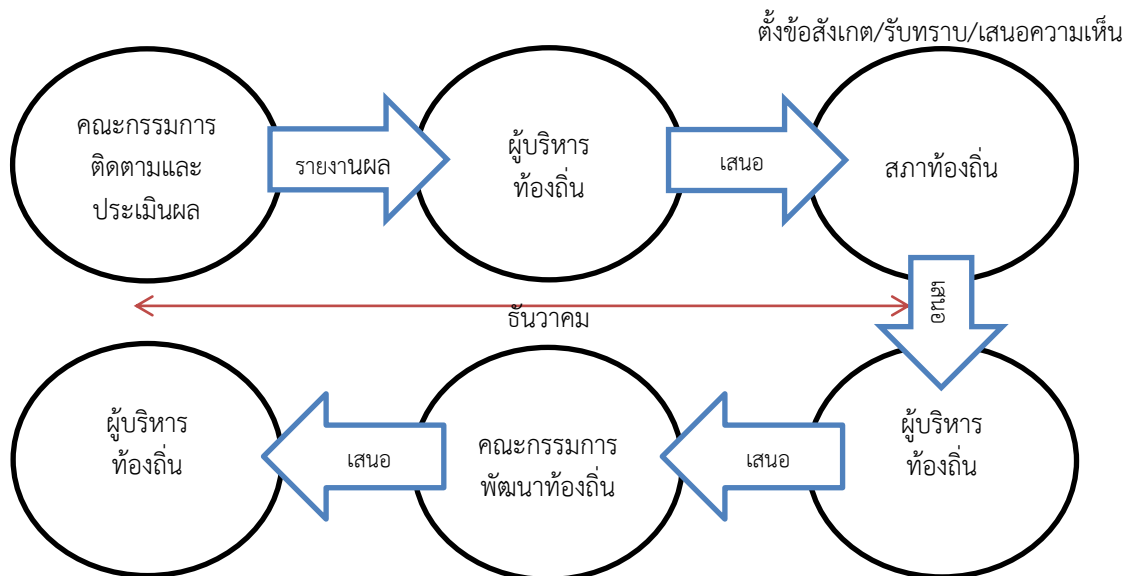 ตั้งข้อสังเกต/รับทราบ/เสนอความเห็น
คณะกรรมการ
ติดตามและ
ประเมินผล
รายงานผล
ผู้บริหาร
ท้องถิ่น
เสนอ
สภาท้องถิ่น
เสนอ
ธันวาคม
ผู้บริหาร
ท้องถิ่น
เสนอ
คณะกรรมการ
พัฒนาท้องถิ่น
เสนอ
ผู้บริหาร
ท้องถิ่น